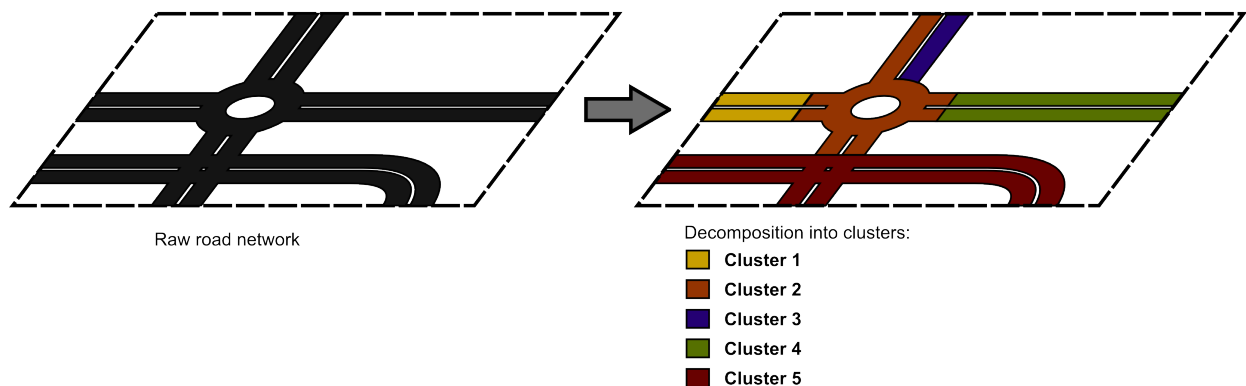 Raw road network
Decomposition into clusters:
Cluster 1
Cluster 2
Cluster 3
Cluster 4
Cluster 5